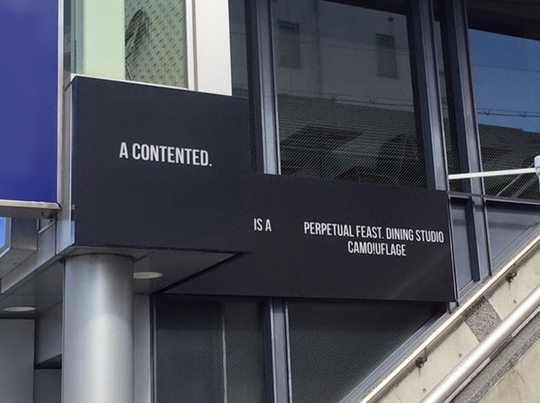 A CONTENTED.
IS A
PERPETUAL FEAST. DINING STUDIO
CAMO!UFLAGE